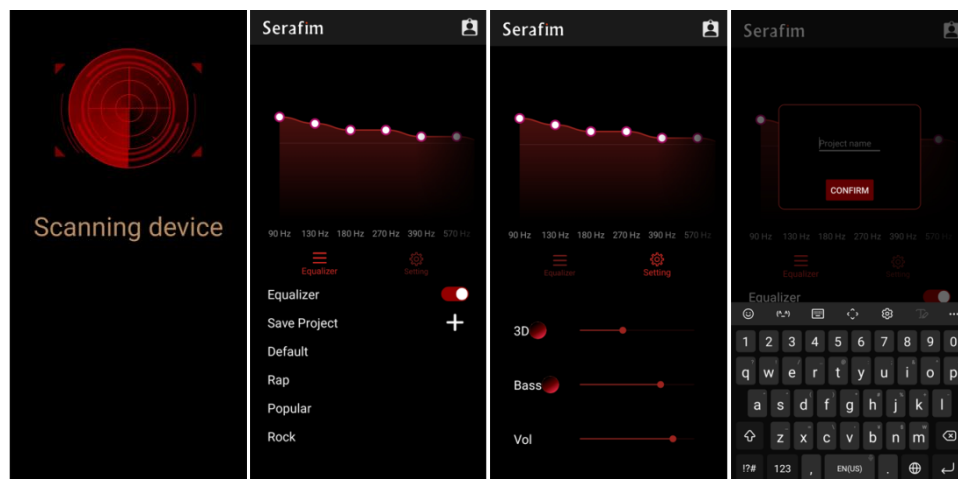 Scanning device
Serafim
90 Hz 130 Hz 180 Hz 270 Hz 390 Hz 570 Hz
Equalizer Setting
Equalizer
Save Project
Default
Rap
Popular
Rock
Serafim
90 Hz 130 Hz 180 Hz 270 Hz 390 Hz 570 Hz
Equalizer Setting
3D
Bass
Vol
Serafim
Project name
CONFIRM
90 Hz 130 Hz 180 Hz 270 Hz 390 Hz 570 Hz
Equalizer Setting
Equalizer
1 2 3 4 5 6 7 8 9 0
q w e r t y u i o p
a s d f g h j k l
z x c v b n m
!?# 123 , EN(US) .